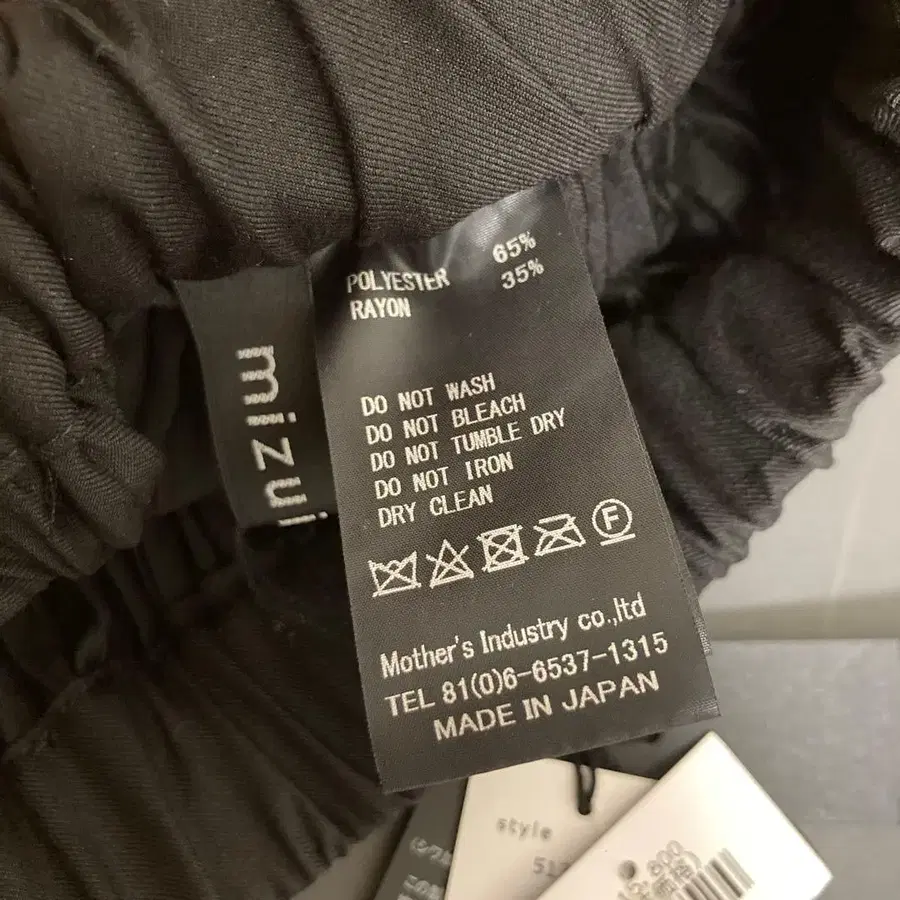 POLYESTER 65%
RAYON 35%
DO NOT WASH
DO NOT BLEACH
DO NOT TUMBLE DRY
DO NOT IRON
DRY CLEAN
F
Mother's Industry co.,ltd
TEL 81(0)6-6537-1315
MADE IN JAPAN
mizui
style